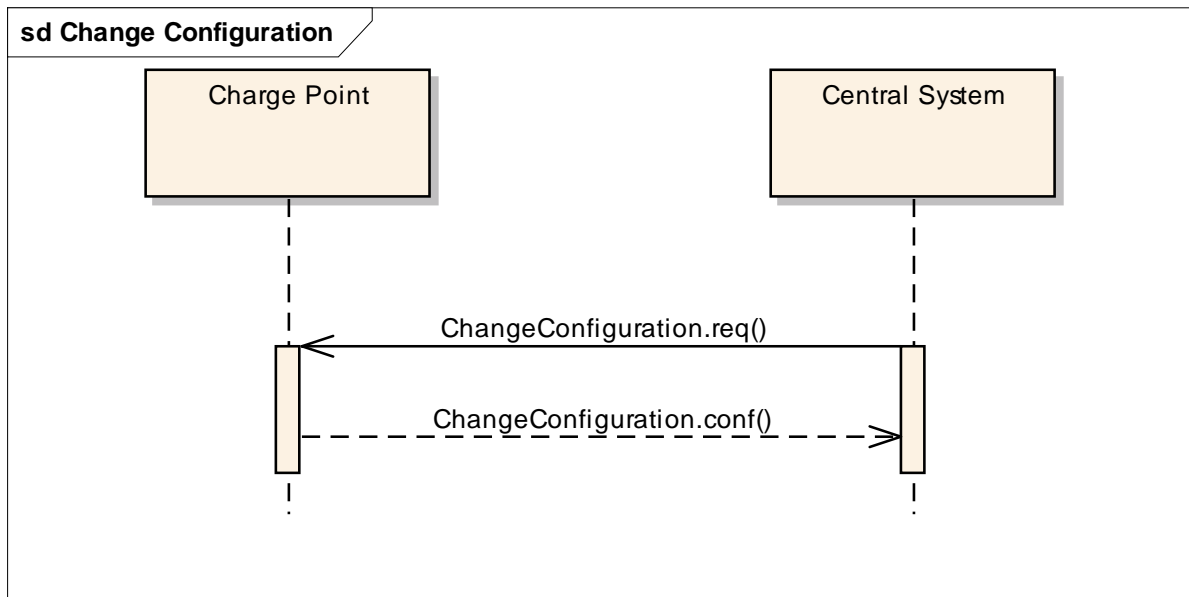 sd Change Configuration
Charge Point
Central System
ChangeConfiguration.req()
ChangeConfiguration.conf()